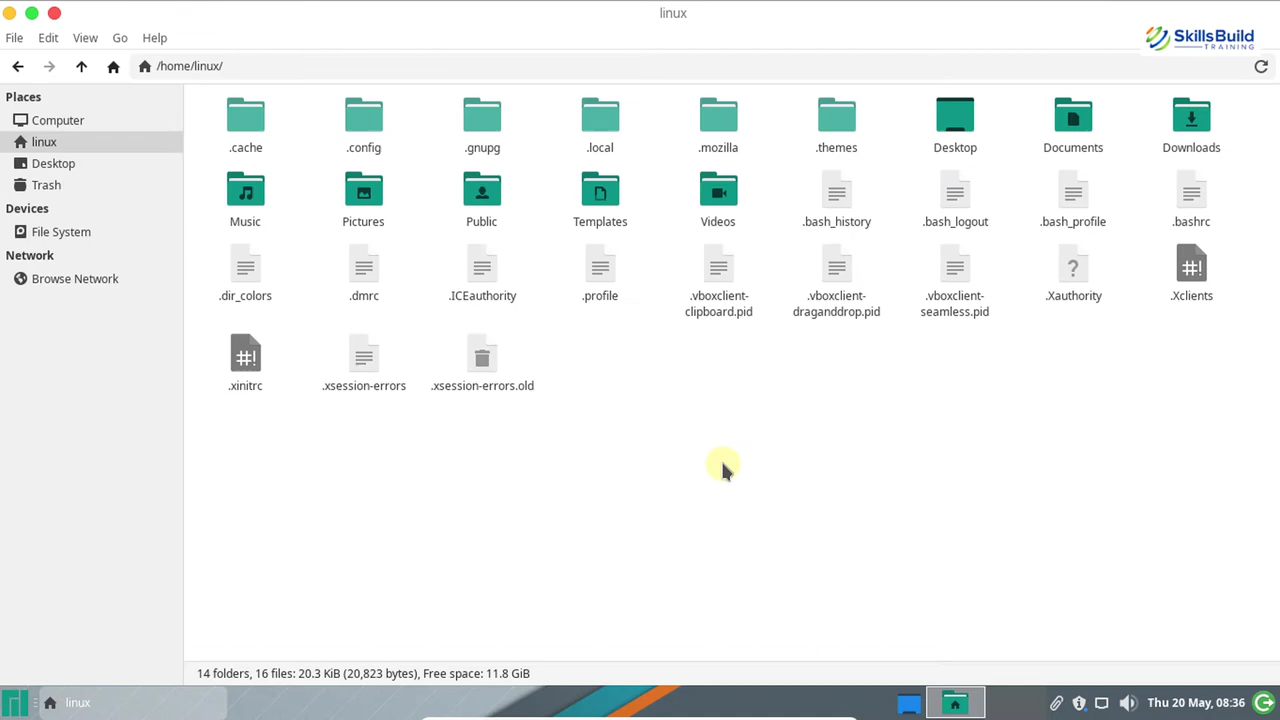 linux
File Edit View Go Help
SkillsBuild
TRAINING
/home/linux/
Places
Computer
linux
Desktop
Trash
Devices
File System
Network
Browse Network
.cache .config .gnupg .local .mozilla .themes Desktop Documents Downloads
Music Pictures Public Templates Videos .bash_history .bash_logout .bash_profile .bashrc
.dir_colors .dmrc .ICEauthority .profile .vboxclient-clipboard.pid .vboxclient-draganddrop.pid .vboxclient-seamless.pid .Xauthority .Xclients
.xinitrc .xsession-errors .xsession-errors.old
14 folders, 16 files: 20.3 KiB (20,823 bytes), Free space: 11.8 GiB
linux
Thu 20 May, 08:36